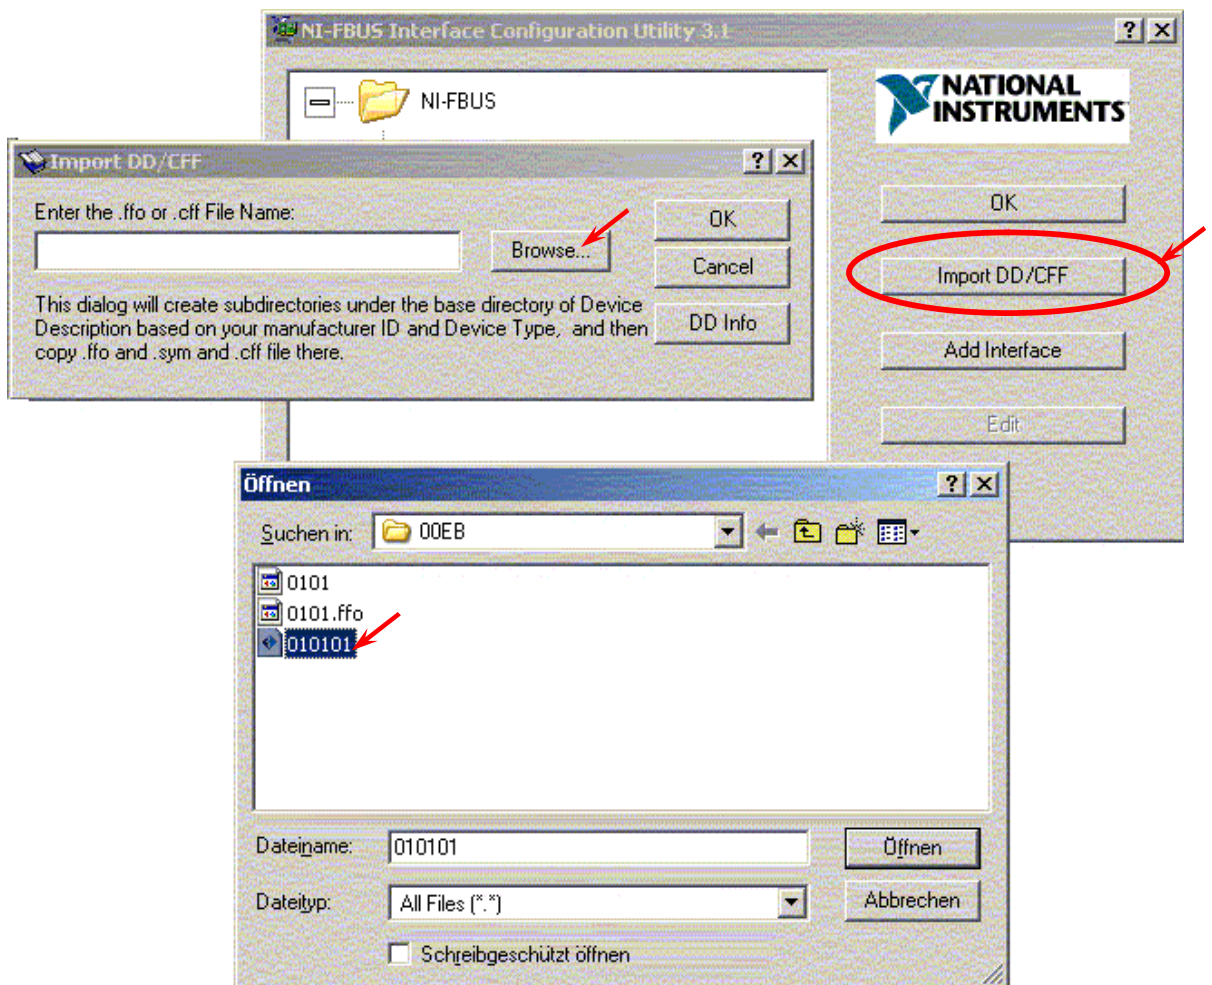 NI-FBUS Interface Configuration Utility 3.1
NI-FBUS
NATIONAL
INSTRUMENTS
OK
Import DD/CFF
Add Interface
Edit
Import DD/CFF
Enter the .ffo or .cff File Name:
Browse...
OK
Cancel
DD Info
This dialog will create subdirectories under the base directory of Device
Description based on your manufacturer ID and Device Type, and then
copy .ffo and .sym and .cff file there.
Öffnen
Suchen in:
00EB
0101
0101.ffo
010101
Dateiname:
010101
Öffnen
Dateityp:
All Files (*.*)
Abbrechen
Schreibgeschützt öffnen